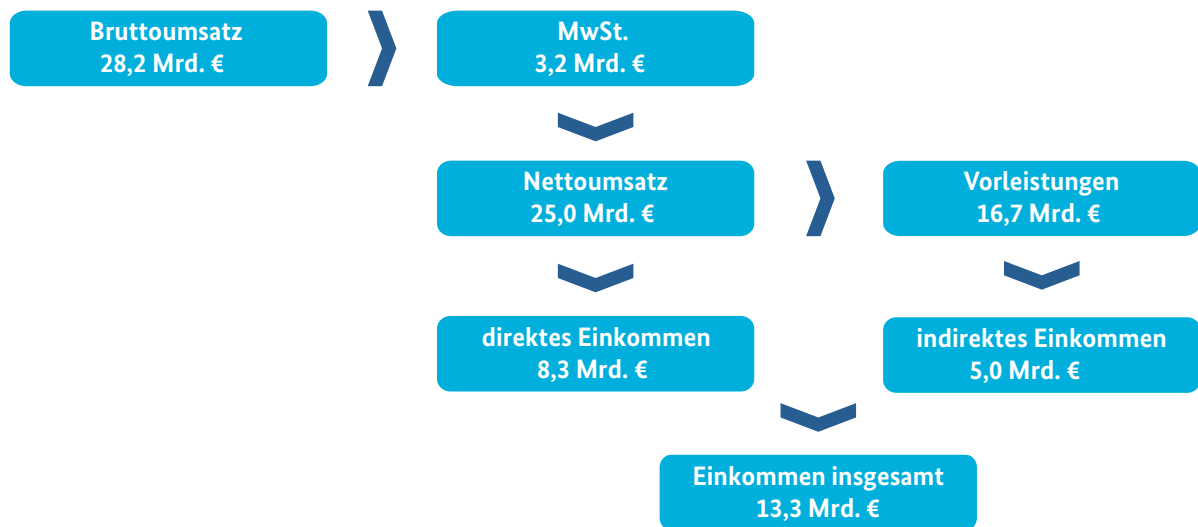 Bruttoumsatz
28,2 Mrd. €
MwSt.
3,2 Mrd. €
Nettoumsatz
25,0 Mrd. €
Vorleistungen
16,7 Mrd. €
direktes Einkommen
8,3 Mrd. €
indirektes Einkommen
5,0 Mrd. €
Einkommen insgesamt
13,3 Mrd. €